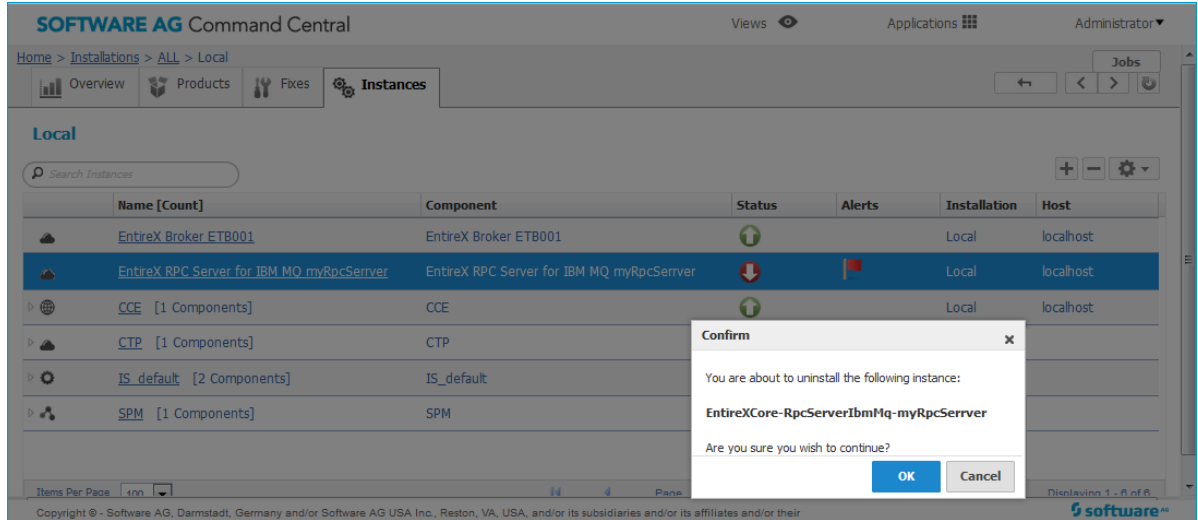 SOFTWARE AG Command Central Views Applications Administrator
Home > Installations > ALL > Local
Jobs
Overview Products Fixes Instances
Local
Search Instances
Name [Count] Component Status Alerts Installation Host
EntireX Broker ETB001 EntireX Broker ETB001 Local localhost
EntireX RPC Server for IBM MQ myRpcSerrver EntireX RPC Server for IBM MQ myRpcSerrver Local localhost
CCE [1 Components] CCE Local localhost
CTP [1 Components] CTP
IS_default [2 Components] IS_default
SPM [1 Components] SPM
Confirm
You are about to uninstall the following instance:
EntireXCore-RpcServerIbmMq-myRpcSerrver
Are you sure you wish to continue?
OK Cancel
Items Per Page 100 Page Displaying 1 - 6 of 6
Copyright © - Software AG, Darmstadt, Germany and/or Software AG USA Inc., Reston, VA, USA, and/or its subsidiaries and/or its affiliates and/or their
software AG